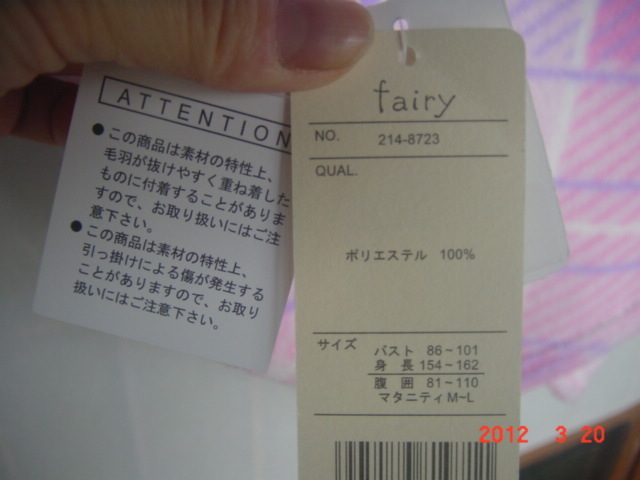 ATTENTION
●この商品は素材の特性上、
毛羽が抜けやすく重ね着した
ものに付着することがありま
すので、お取り扱いにはご注
意下さい。
●この商品は素材の特性上、
引っ掛けによる傷が発生する
ことがありますので、お取り
扱いにはご注意下さい。
fairy
NO. 214-8723
QUAL.
ポリエステル 100%
サイズ
バスト 86~101
身長 154~162
腹囲 81~110
マタニティM~L
2012 3 20